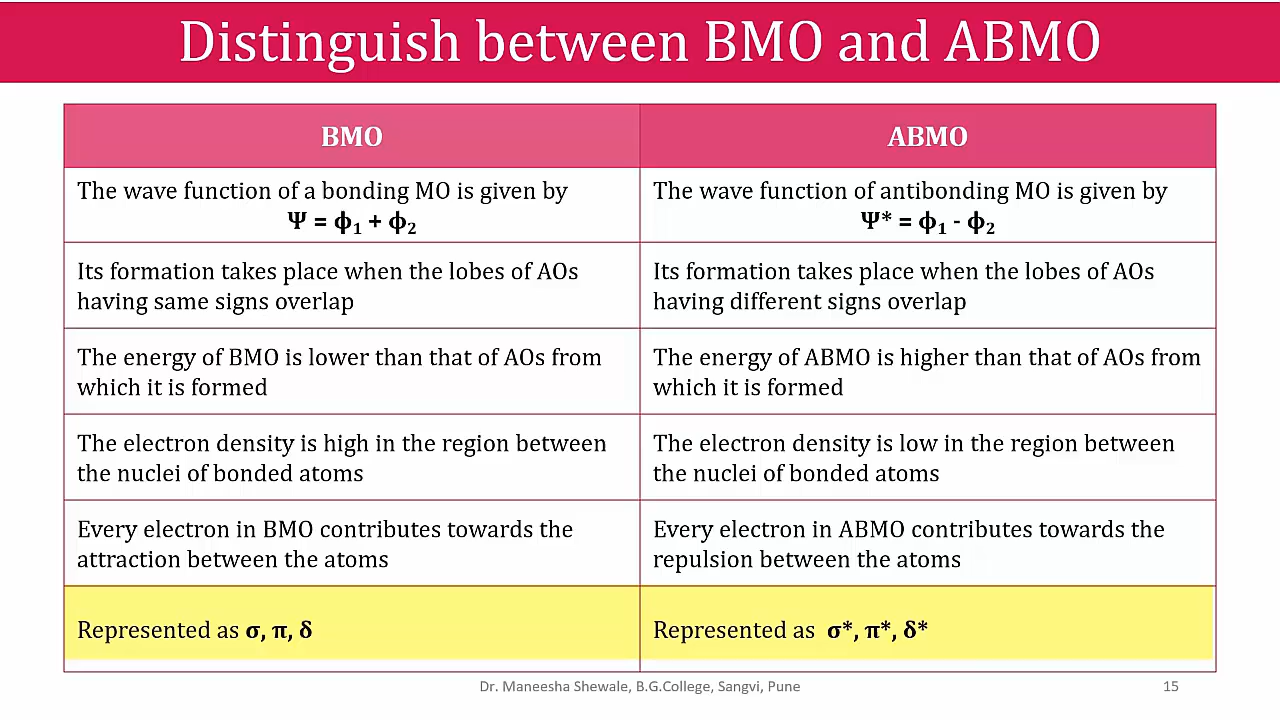 Distinguish between BMO and ABMO
BMO
ABMO
The wave function of a bonding MO is given by
Ψ = ϕ₁ + ϕ₂
The wave function of antibonding MO is given by
Ψ* = ϕ₁ - ϕ₂
Its formation takes place when the lobes of AOs
having same signs overlap
Its formation takes place when the lobes of AOs
having different signs overlap
The energy of BMO is lower than that of AOs from
which it is formed
The energy of ABMO is higher than that of AOs from
which it is formed
The electron density is high in the region between
the nuclei of bonded atoms
The electron density is low in the region between
the nuclei of bonded atoms
Every electron in BMO contributes towards the
attraction between the atoms
Every electron in ABMO contributes towards the
repulsion between the atoms
Represented as σ, π, δ
Represented as σ*, π*, δ*
Dr. Maneesha Shewale, B.G.College, Sangvi, Pune
15